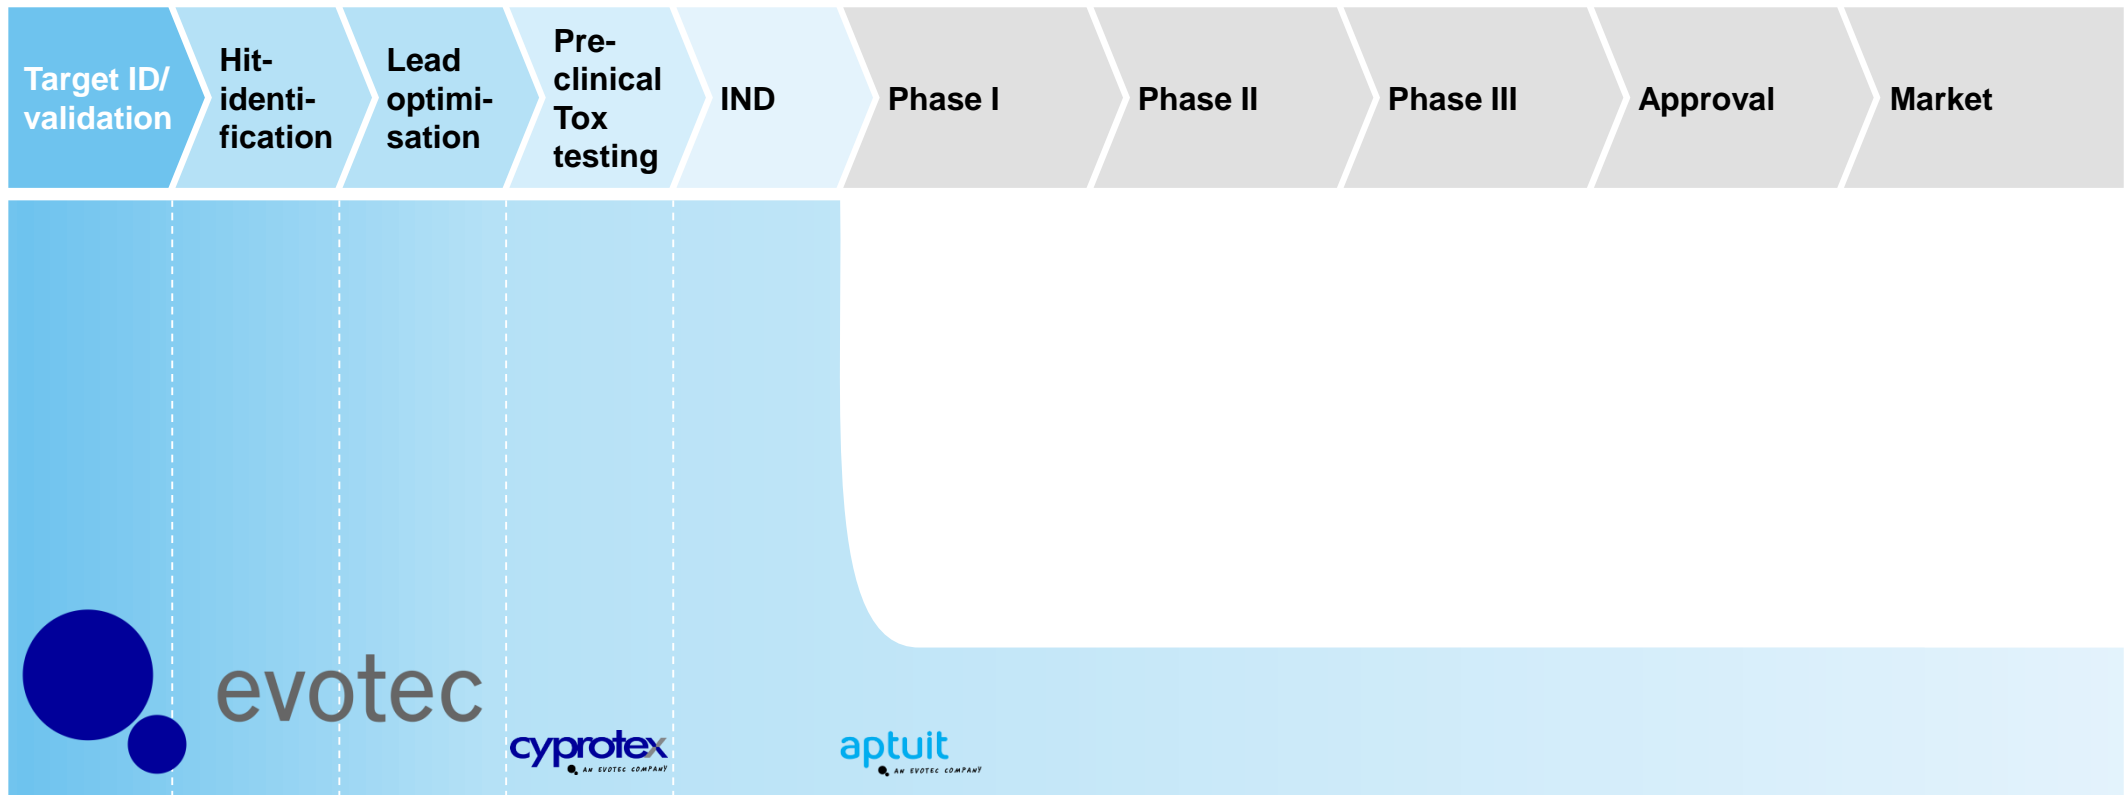 Target ID/
validation
Hit-
identi-
fication
Lead
optimi-
sation
Pre-
clinical
Tox
testing
IND
Phase I
Phase II
Phase III
Approval
Market
evotec
cyprotex
AN EVOTEC COMPANY
aptuit
AN EVOTEC COMPANY